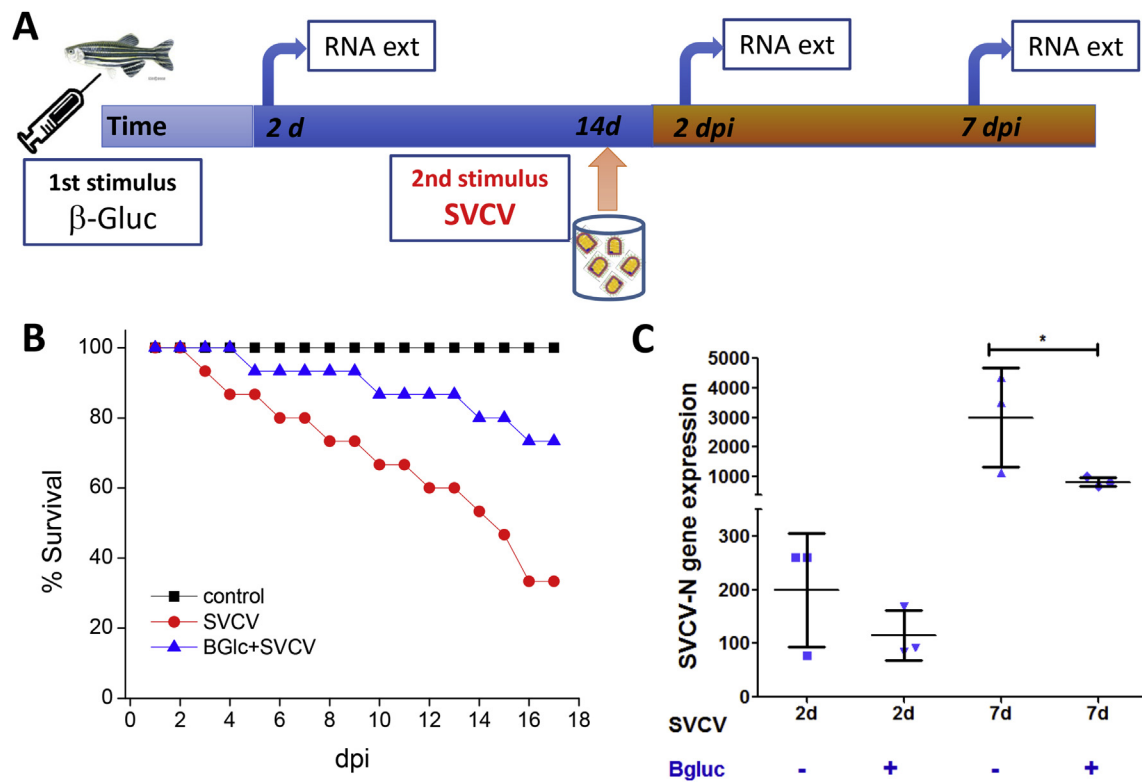 A
RNA ext
RNA ext
RNA ext
Time
2 d
14d
2 dpi
7 dpi
1st stimulus
β-Gluc
2nd stimulus
SVCV
B
100
80
60
40
20
0
% Survival
control
SVCV
BGlc+SVCV
0 2 4 6 8 10 12 14 16 18
dpi
C
*
5000
4000
3000
2000
1000
300
200
100
0
SVCV-N gene expression
SVCV 2d 2d 7d 7d
Bgluc - + - +